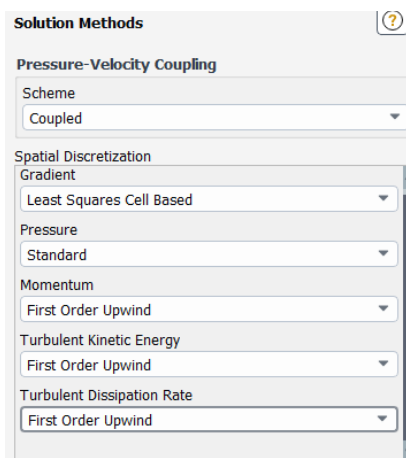 Solution Methods
?
Pressure-Velocity Coupling
Scheme
Coupled
Spatial Discretization
Gradient
Least Squares Cell Based
Pressure
Standard
Momentum
First Order Upwind
Turbulent Kinetic Energy
First Order Upwind
Turbulent Dissipation Rate
First Order Upwind